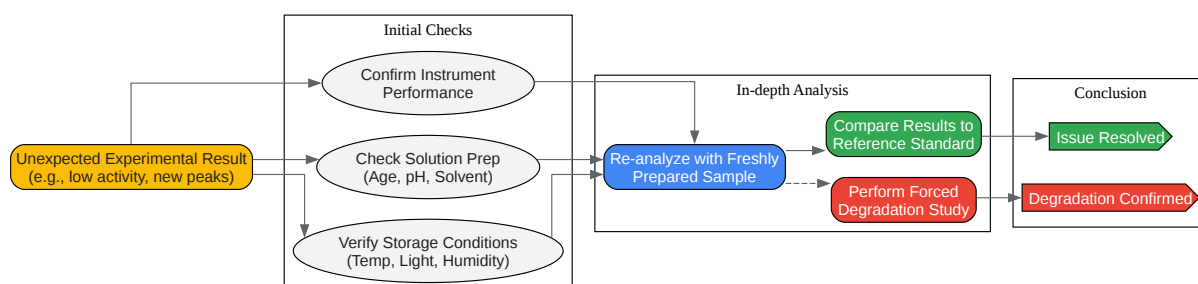 Initial Checks
Confirm Instrument
Performance
In-depth Analysis
Conclusion
Unexpected Experimental Result
(e.g., low activity, new peaks)
Check Solution Prep
(Age, pH, Solvent)
Re-analyze with Freshly
Prepared Sample
Compare Results to
Reference Standard
Issue Resolved
Perform Forced
Degradation Study
Degradation Confirmed
Verify Storage Conditions
(Temp, Light, Humidity)